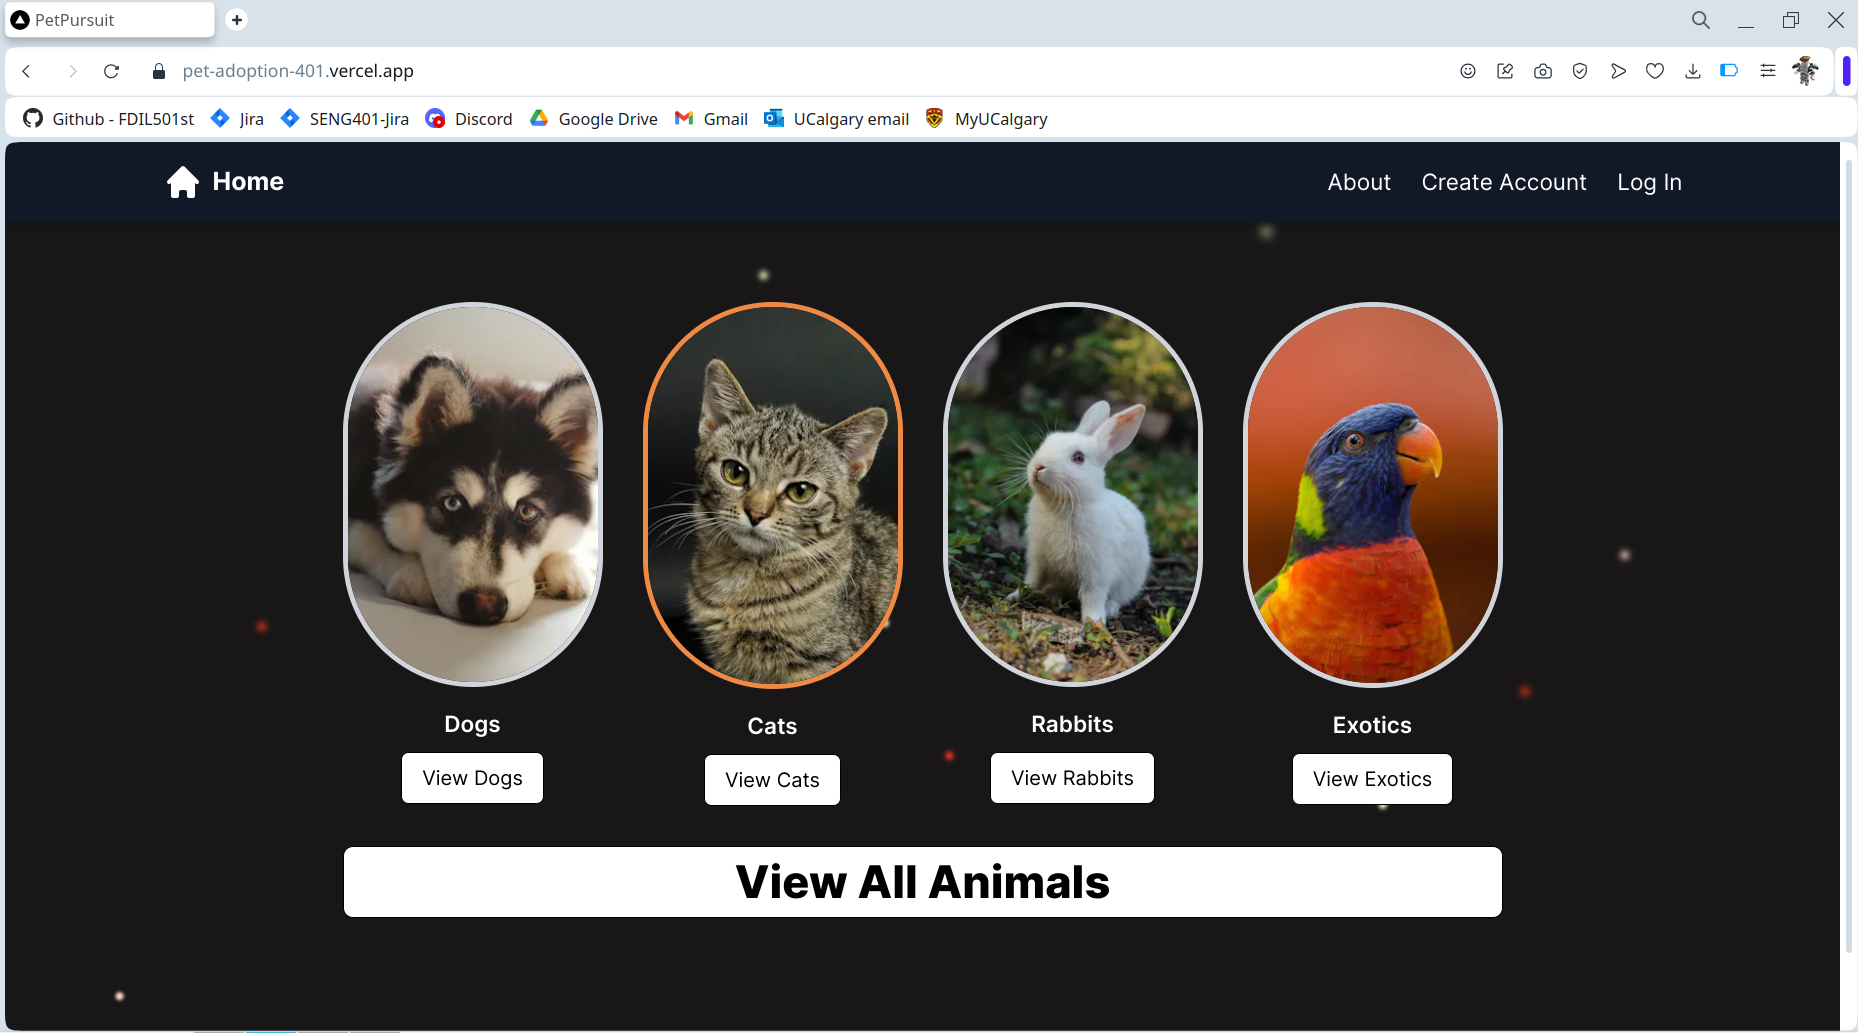 PetPursuit
pet-adoption-401.vercel.app
Github - FDIL501st Jira SENG401-Jira Discord Google Drive Gmail UCalgary email MyUCalgary
Home About Create Account Log In
Dogs Cats Rabbits Exotics
View Dogs View Cats View Rabbits View Exotics
View All Animals